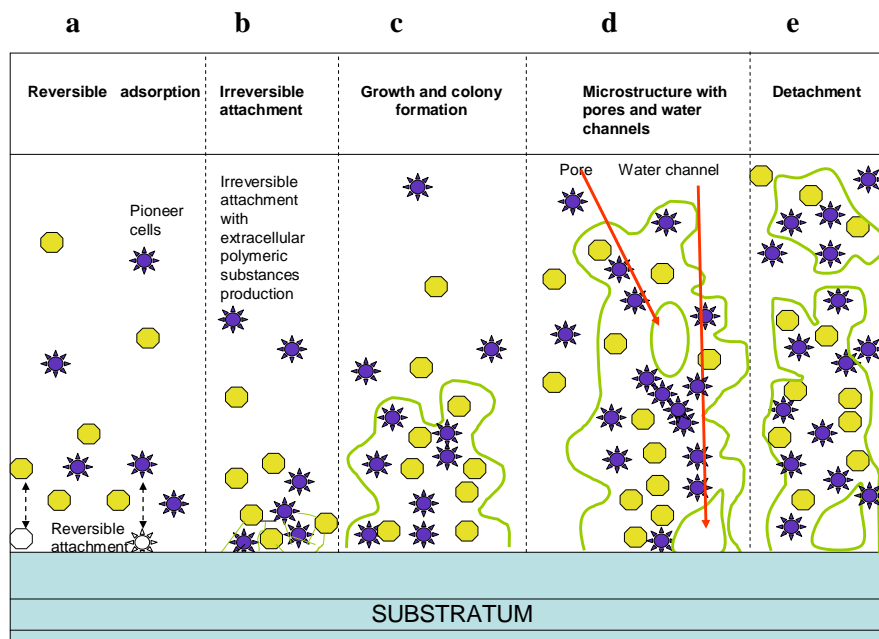 a b c d e
Reversible adsorption
Irreversible
attachment
Growth and colony
formation
Microstructure with
pores and water
channels
Detachment
Pioneer
cells
Reversible
attachment
Irreversible
attachment
with
extracellular
polymeric
substances
production
Pore
Water channel
SUBSTRATUM